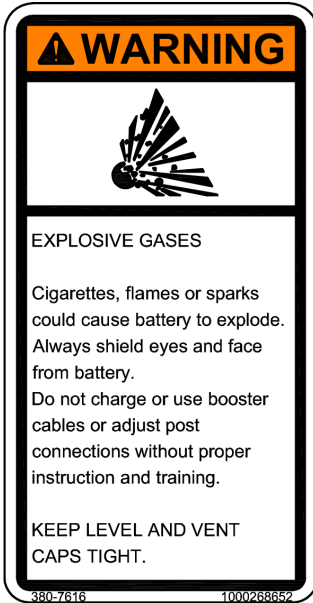 WARNING
EXPLOSIVE GASES
Cigarettes, flames or sparks
could cause battery to explode.
Always shield eyes and face
from battery.
Do not charge or use booster
cables or adjust post
connections without proper
instruction and training.
KEEP LEVEL AND VENT
CAPS TIGHT.
380-7616 1000268652